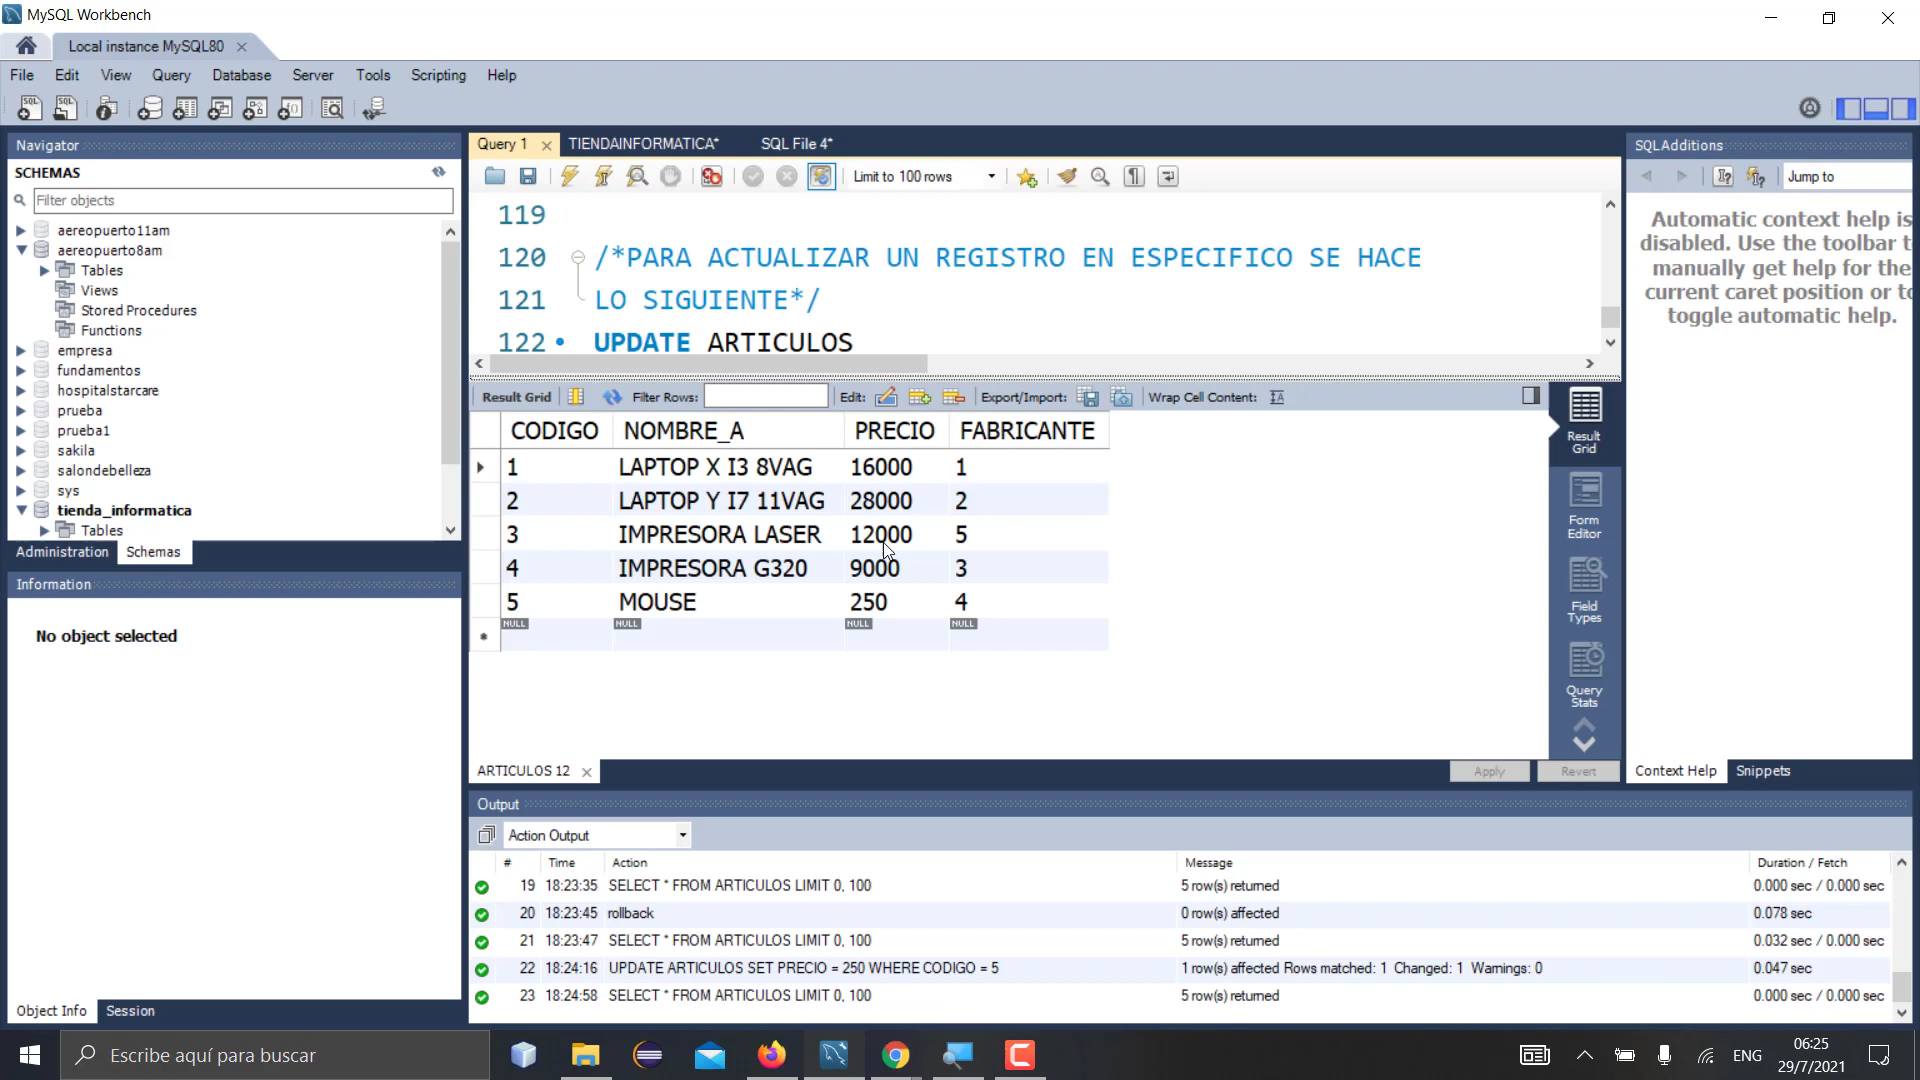 MySQL Workbench
Local instance MySQL80
File Edit View Query Database Server Tools Scripting Help
Navigator
SCHEMAS
Filter objects
aereopuerto11am
aereopuerto8am
Tables
Views
Stored Procedures
Functions
empresa
fundamentos
hospitalstarcare
prueba
prueba1
sakila
salondebelleza
sys
tienda_informatica
Tables
Administration Schemas
Information
No object selected
Object Info Session
Query 1 TIENDAINFORMATICA* SQL File 4*
Limit to 100 rows
119
120 /*PARA ACTUALIZAR UN REGISTRO EN ESPECIFICO SE HACE
121 LO SIGUIENTE*/
122 UPDATE ARTICULOS
Result Grid Filter Rows: Edit: Export/Import: Wrap Cell Content:
CODIGO NOMBRE_A PRECIO FABRICANTE
1 LAPTOP X I3 8VAG 16000 1
2 LAPTOP Y I7 11VAG 28000 2
3 IMPRESORA LASER 12000 5
4 IMPRESORA G320 9000 3
5 MOUSE 250 4
NULL NULL NULL NULL
Result Grid
Form Editor
Field Types
Query Stats
ARTICULOS 12 Apply Revert
SQLAdditions
Jump to
Automatic context help is
disabled. Use the toolbar t
manually get help for the
current caret position or to
toggle automatic help.
Context Help Snippets
Output
Action Output
# Time Action Message Duration / Fetch
19 18:23:35 SELECT * FROM ARTICULOS LIMIT 0, 100 5 row(s) returned 0.000 sec / 0.000 sec
20 18:23:45 rollback 0 row(s) affected 0.078 sec
21 18:23:47 SELECT * FROM ARTICULOS LIMIT 0, 100 5 row(s) returned 0.032 sec / 0.000 sec
22 18:24:16 UPDATE ARTICULOS SET PRECIO = 250 WHERE CODIGO = 5 1 row(s) affected Rows matched: 1 Changed: 1 Warnings: 0 0.047 sec
23 18:24:58 SELECT * FROM ARTICULOS LIMIT 0, 100 5 row(s) returned 0.000 sec / 0.000 sec
Escribe aquí para buscar
ENG
06:25
29/7/2021